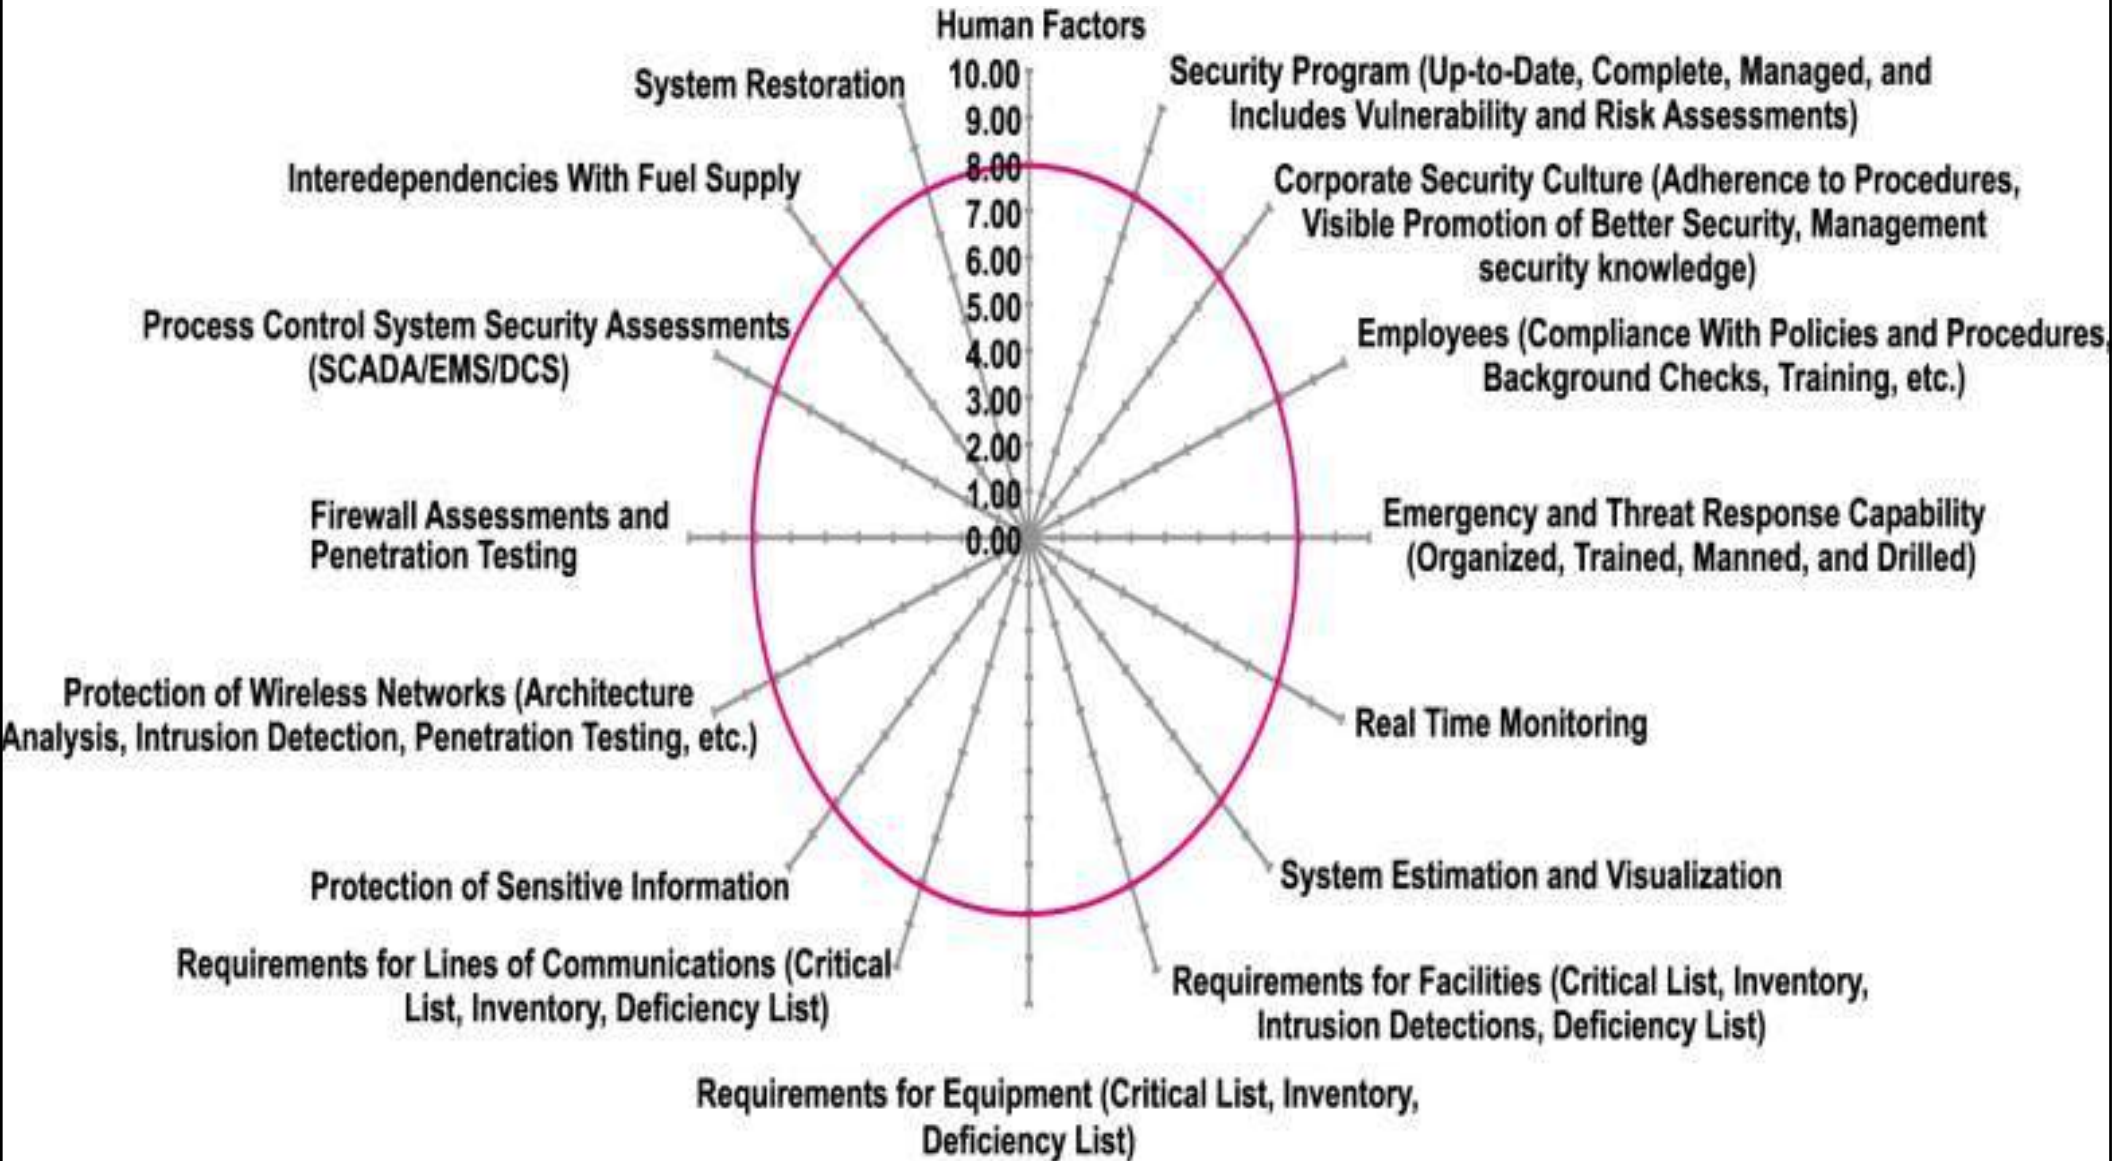 Human Factors
10.00
9.00
8.00
7.00
6.00
5.00
4.00
3.00
2.00
1.00
0.00
Security Program (Up-to-Date, Complete, Managed, and
Includes Vulnerability and Risk Assessments)
Corporate Security Culture (Adherence to Procedures,
Visible Promotion of Better Security, Management
security knowledge)
Employees (Compliance With Policies and Procedures,
Background Checks, Training, etc.)
Emergency and Threat Response Capability
(Organized, Trained, Manned, and Drilled)
Real Time Monitoring
System Estimation and Visualization
Requirements for Facilities (Critical List, Inventory,
Intrusion Detections, Deficiency List)
Requirements for Equipment (Critical List, Inventory,
Deficiency List)
Requirements for Lines of Communications (Critical
List, Inventory, Deficiency List)
Protection of Sensitive Information
Protection of Wireless Networks (Architecture
Analysis, Intrusion Detection, Penetration Testing, etc.)
Firewall Assessments and
Penetration Testing
Process Control System Security Assessments
(SCADA/EMS/DCS)
Interedependencies With Fuel Supply
System Restoration